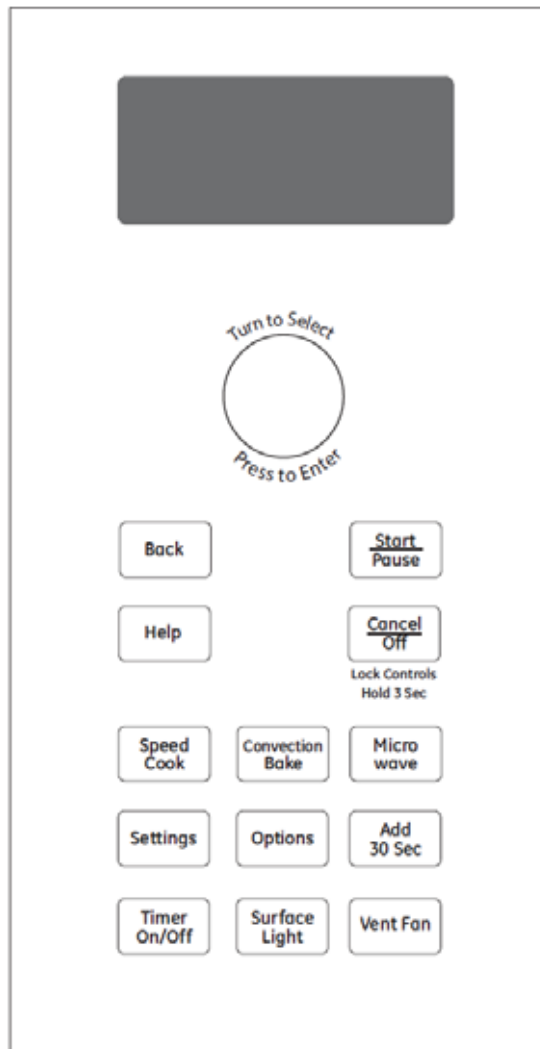 Turn to Select
Press to Enter
Back
Start
Pause
Help
Cancel
Off
Lock Controls
Hold 3 Sec
Speed
Cook
Convection
Bake
Micro
wave
Settings
Options
Add
30 Sec
Timer
On/Off
Surface
Light
Vent Fan